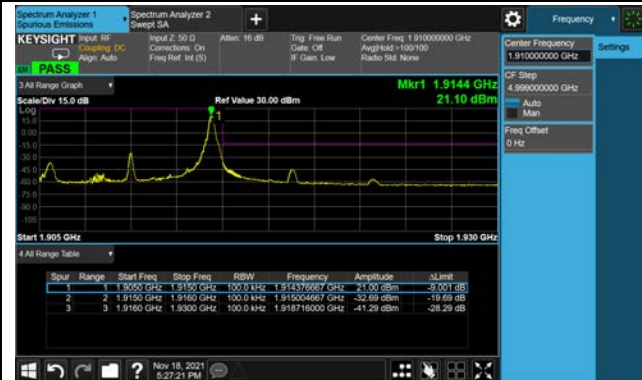 Spectrum Analyzer 1
Spurious Emissions
Spectrum Analyzer 2
Swept SA
+
Frequency
KEYSIGHT
Input: RF
Coupling: DC
Align: Auto
Input Z: 50 Ω
Corrections: On
Freq Ref: Int (S)
Atten: 16 dB
Trig: Free Run
Gate: Off
IF Gain: Low
Center Freq: 1.910000000 GHz
Avg|Hold:>100/100
Radio Std: None
PASS
3 All Range Graph
Mkr1 1.9144 GHz
Scale/Div 15.0 dB
Ref Value 30.00 dBm
21.10 dBm
Log
15.0
0.00
-15.0
-30.0
-45.0
-60.0
-75.0
-90.0
-105
1
Start 1.905 GHz
Stop 1.930 GHz
4 All Range Table
Spur Range Start Freq Stop Freq RBW Frequency Amplitude ΔLimit
1 1 1.9050 GHz 1.9150 GHz 100.0 kHz 1.914376667 GHz 21.00 dBm -9.001 dB
2 2 1.9150 GHz 1.9160 GHz 100.0 kHz 1.915004667 GHz -32.69 dBm -19.69 dB
3 3 1.9160 GHz 1.9300 GHz 100.0 kHz 1.918716000 GHz -41.29 dBm -28.29 dB
Nov 18, 2021
5:27:21 PM
Center Frequency
1.910000000 GHz
Settings
CF Step
4.999000000 GHz
Auto
Man
Freq Offset
0 Hz